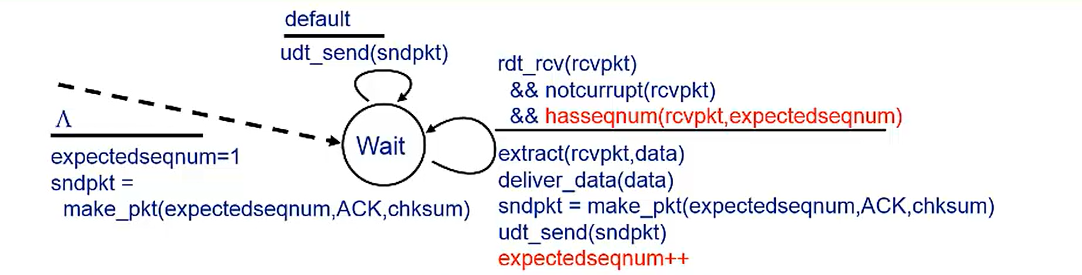 default
udt_send(sndpkt)
Λ
expectedseqnum=1
sndpkt =
make_pkt(expectedseqnum,ACK,chksum)
Wait
rdt_rcv(rcvpkt)
&& notcurrupt(rcvpkt)
&& hasseqnum(rcvpkt,expectedseqnum)
extract(rcvpkt,data)
deliver_data(data)
sndpkt = make_pkt(expectedseqnum,ACK,chksum)
udt_send(sndpkt)
expectedseqnum++